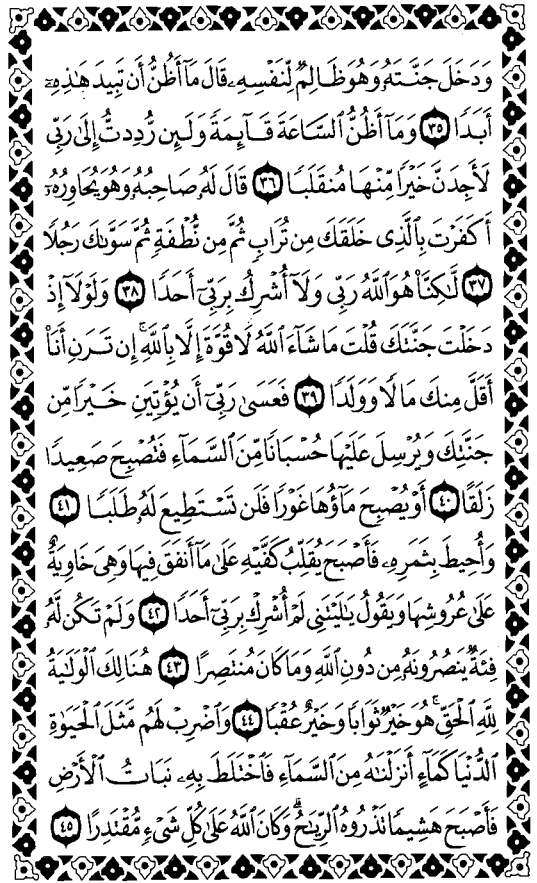 وَدَخَلَ جَنَّتَهُۥ وَهُوَ ظَالِمٌ لِّنَفْسِهِۦ قَالَ مَآ أَظُنُّ أَن تَبِيدَ هَٰذِهِۦٓ
أَبَدًا ﴿٣٥﴾ وَمَآ أَظُنُّ ٱلسَّاعَةَ قَآئِمَةً وَلَئِن رُّدِدتُّ إِلَىٰ رَبِّى
لَأَجِدَنَّ خَيْرًا مِّنْهَا مُنقَلَبًا ﴿٣٦﴾ قَالَ لَهُۥ صَاحِبُهُۥ وَهُوَ يُحَاوِرُهُۥٓ
أَكَفَرْتَ بِٱلَّذِى خَلَقَكَ مِن تُرَابٍ ثُمَّ مِن نُّطْفَةٍ ثُمَّ سَوَّىٰكَ رَجُلًا
﴿٣٧﴾ لَّٰكِنَّا۠ هُوَ ٱللَّهُ رَبِّى وَلَآ أُشْرِكُ بِرَبِّىٓ أَحَدًا ﴿٣٨﴾ وَلَوْلَآ إِذْ
دَخَلْتَ جَنَّتَكَ قُلْتَ مَا شَآءَ ٱللَّهُ لَا قُوَّةَ إِلَّا بِٱللَّهِ ۚ إِن تَرَنِ أَنَا۠
أَقَلَّ مِنكَ مَالًا وَوَلَدًا ﴿٣٩﴾ فَعَسَىٰ رَبِّىٓ أَن يُؤْتِيَنِ خَيْرًا مِّن
جَنَّتِكَ وَيُرْسِلَ عَلَيْهَا حُسْبَانًا مِّنَ ٱلسَّمَآءِ فَتُصْبِحَ صَعِيدًا
زَلَقًا ﴿٤٠﴾ أَوْ يُصْبِحَ مَآؤُهَا غَوْرًا فَلَن تَسْتَطِيعَ لَهُۥ طَلَبًا ﴿٤١﴾
وَأُحِيطَ بِثَمَرِهِۦ فَأَصْبَحَ يُقَلِّبُ كَفَّيْهِ عَلَىٰ مَآ أَنفَقَ فِيهَا وَهِىَ خَاوِيَةٌ
عَلَىٰ عُرُوشِهَا وَيَقُولُ يَٰلَيْتَنِى لَمْ أُشْرِكْ بِرَبِّىٓ أَحَدًا ﴿٤٢﴾ وَلَمْ تَكُن لَّهُۥ
فِئَةٌ يَنصُرُونَهُۥ مِن دُونِ ٱللَّهِ وَمَا كَانَ مُنتَصِرًا ﴿٤٣﴾ هُنَالِكَ ٱلْوَلَٰيَةُ
لِلَّهِ ٱلْحَقِّ ۚ هُوَ خَيْرٌ ثَوَابًا وَخَيْرٌ عُقْبًا ﴿٤٤﴾ وَٱضْرِبْ لَهُم مَّثَلَ ٱلْحَيَوٰةِ
ٱلدُّنْيَا كَمَآءٍ أَنزَلْنَٰهُ مِنَ ٱلسَّمَآءِ فَٱخْتَلَطَ بِهِۦ نَبَاتُ ٱلْأَرْضِ
فَأَصْبَحَ هَشِيمًا تَذْرُوهُ ٱلرِّيَٰحُ ۗ وَكَانَ ٱللَّهُ عَلَىٰ كُلِّ شَىْءٍ مُّقْتَدِرًا ﴿٤٥﴾